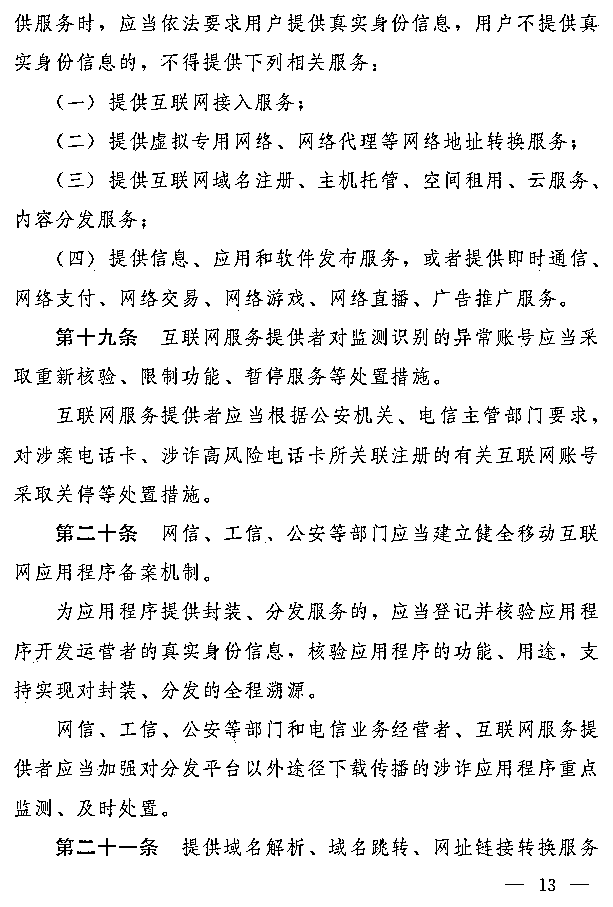 供服务时，应当依法要求用户提供真实身份信息，用户不提供真
实身份信息的，不得提供下列相关服务：
（一）提供互联网接入服务；
（二）提供虚拟专用网络、网络代理等网络地址转换服务；
（三）提供互联网域名注册、主机托管、空间租用、云服务、
内容分发服务；
（四）提供信息、应用和软件发布服务，或者提供即时通信、
网络支付、网络交易、网络游戏、网络直播、广告推广服务。
第十九条　互联网服务提供者对监测识别的异常账号应当采
取重新核验、限制功能、暂停服务等处置措施。
互联网服务提供者应当根据公安机关、电信主管部门要求，
对涉案电话卡、涉诈高风险电话卡所关联注册的有关互联网账号
采取关停等处置措施。
第二十条　网信、工信、公安等部门应当建立健全移动互联
网应用程序备案机制。
为应用程序提供封装、分发服务的，应当登记并核验应用程
序开发运营者的真实身份信息，核验应用程序的功能、用途，支
持实现对封装、分发的全程溯源。
网信、工信、公安等部门和电信业务经营者、互联网服务提
供者应当加强对分发平台以外途径下载传播的涉诈应用程序重点
监测、及时处置。
第二十一条　提供域名解析、域名跳转、网址链接转换服务
— 13 —